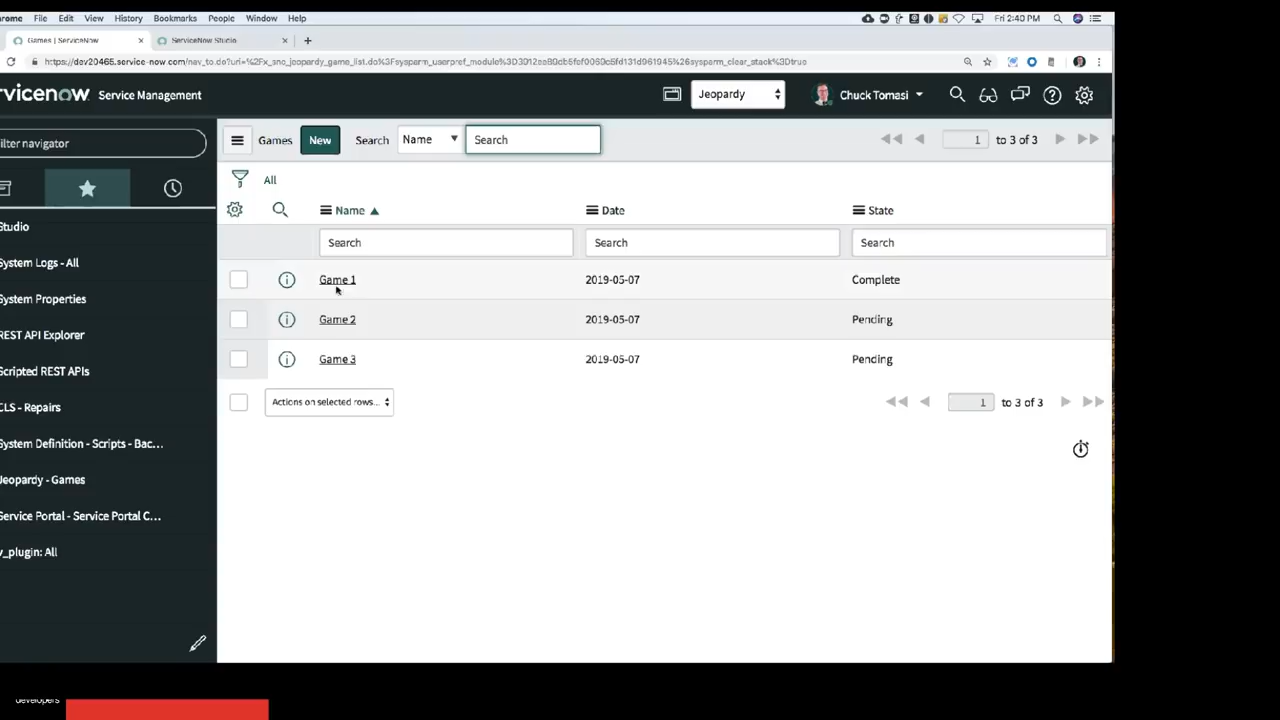 hrome File Edit View History Bookmarks People Window Help Fri 2:40 PM
Games | ServiceNow × ServiceNow Studio × +
rvicenow Service Management Jeopardy Chuck Tomasi
ilter navigator
Games New Search Name Search 1 to 3 of 3
All
Name Date State
Search Search Search
Game 1 2019-05-07 Complete
Game 2 2019-05-07 Pending
Game 3 2019-05-07 Pending
Actions on selected rows... 1 to 3 of 3
Studio
System Logs - All
System Properties
REST API Explorer
Scripted REST APIs
CLS - Repairs
System Definition - Scripts - Bac...
Jeopardy - Games
Service Portal - Service Portal C...
v_plugin: All
developers